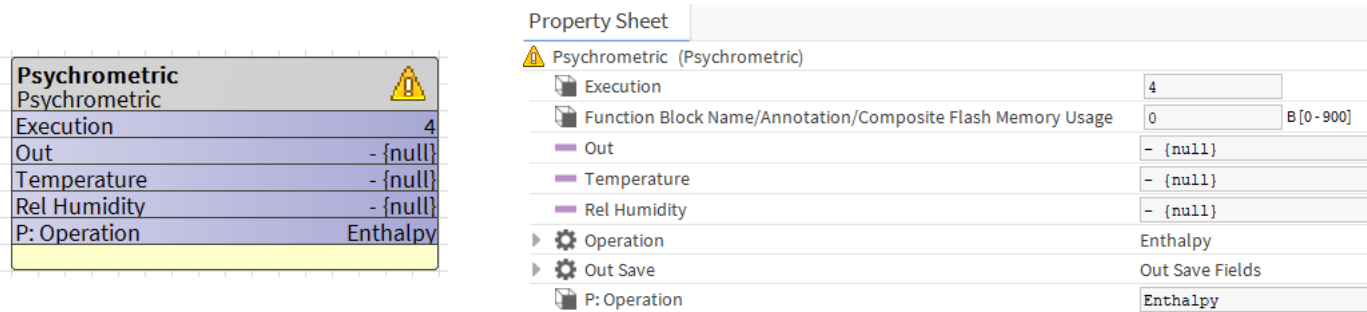 Psychrometric
Psychrometric
Execution 4
Out - {null}
Temperature - {null}
Rel Humidity - {null}
P: Operation Enthalpy
Property Sheet
Psychrometric (Psychrometric)
Execution 4
Function Block Name/Annotation/Composite Flash Memory Usage 0 B [0 - 900]
Out - {null}
Temperature - {null}
Rel Humidity - {null}
Operation Enthalpy
Out Save Out Save Fields
P: Operation Enthalpy